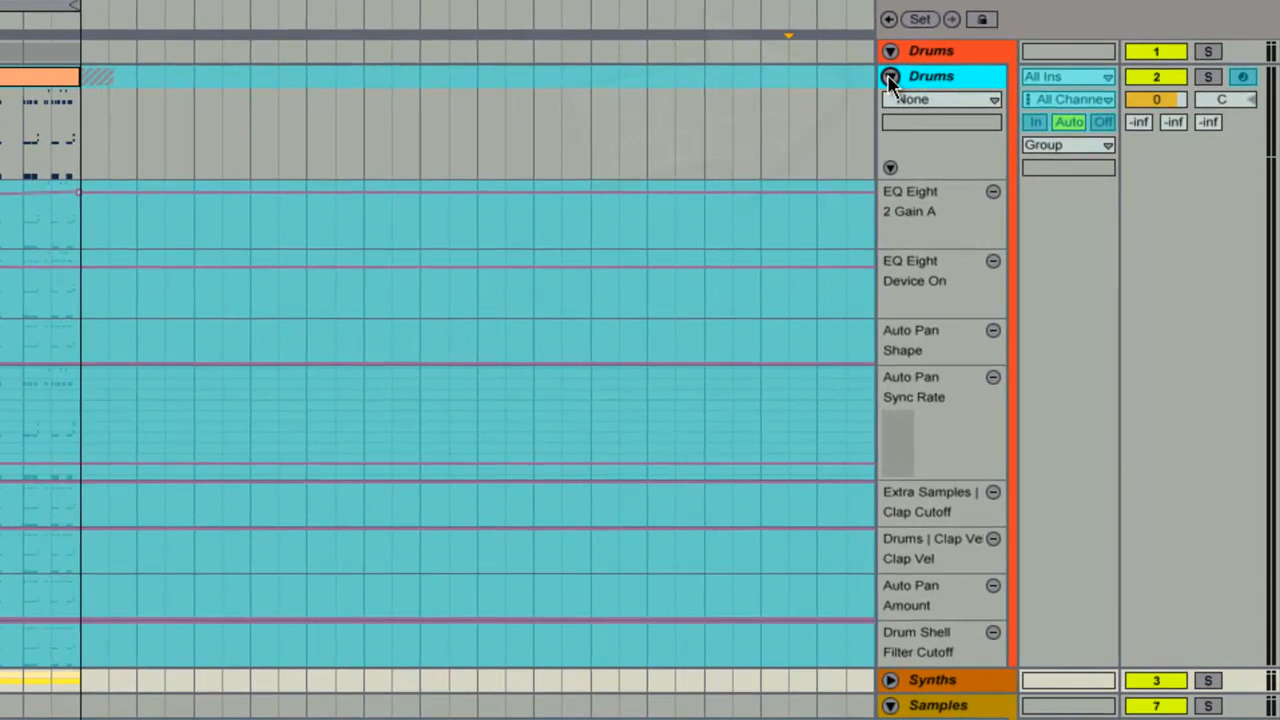 Set
Drums 1 S
Drums All Ins 2 S
None All Channe 0 C
In Auto Off -inf -inf -inf
Group
EQ Eight
2 Gain A
EQ Eight
Device On
Auto Pan
Shape
Auto Pan
Sync Rate
Extra Samples |
Clap Cutoff
Drums | Clap Ve
Clap Vel
Auto Pan
Amount
Drum Shell
Filter Cutoff
Synths 3 S
Samples 7 S